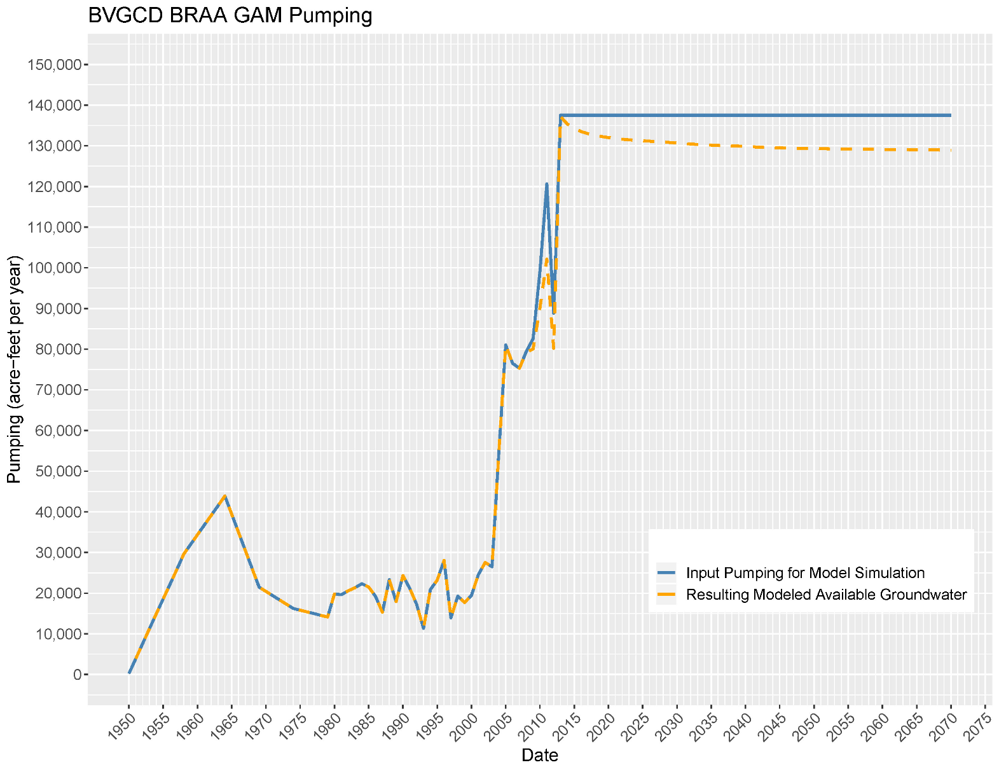 BVGCD BRAA GAM Pumping
Pumping (acre−feet per year)
150,000
140,000
130,000
120,000
110,000
100,000
90,000
80,000
70,000
60,000
50,000
40,000
30,000
20,000
10,000
0
Input Pumping for Model Simulation
Resulting Modeled Available Groundwater
1950 1955 1960 1965 1970 1975 1980 1985 1990 1995 2000 2005 2010 2015 2020 2025 2030 2035 2040 2045 2050 2055 2060 2065 2070 2075
Date